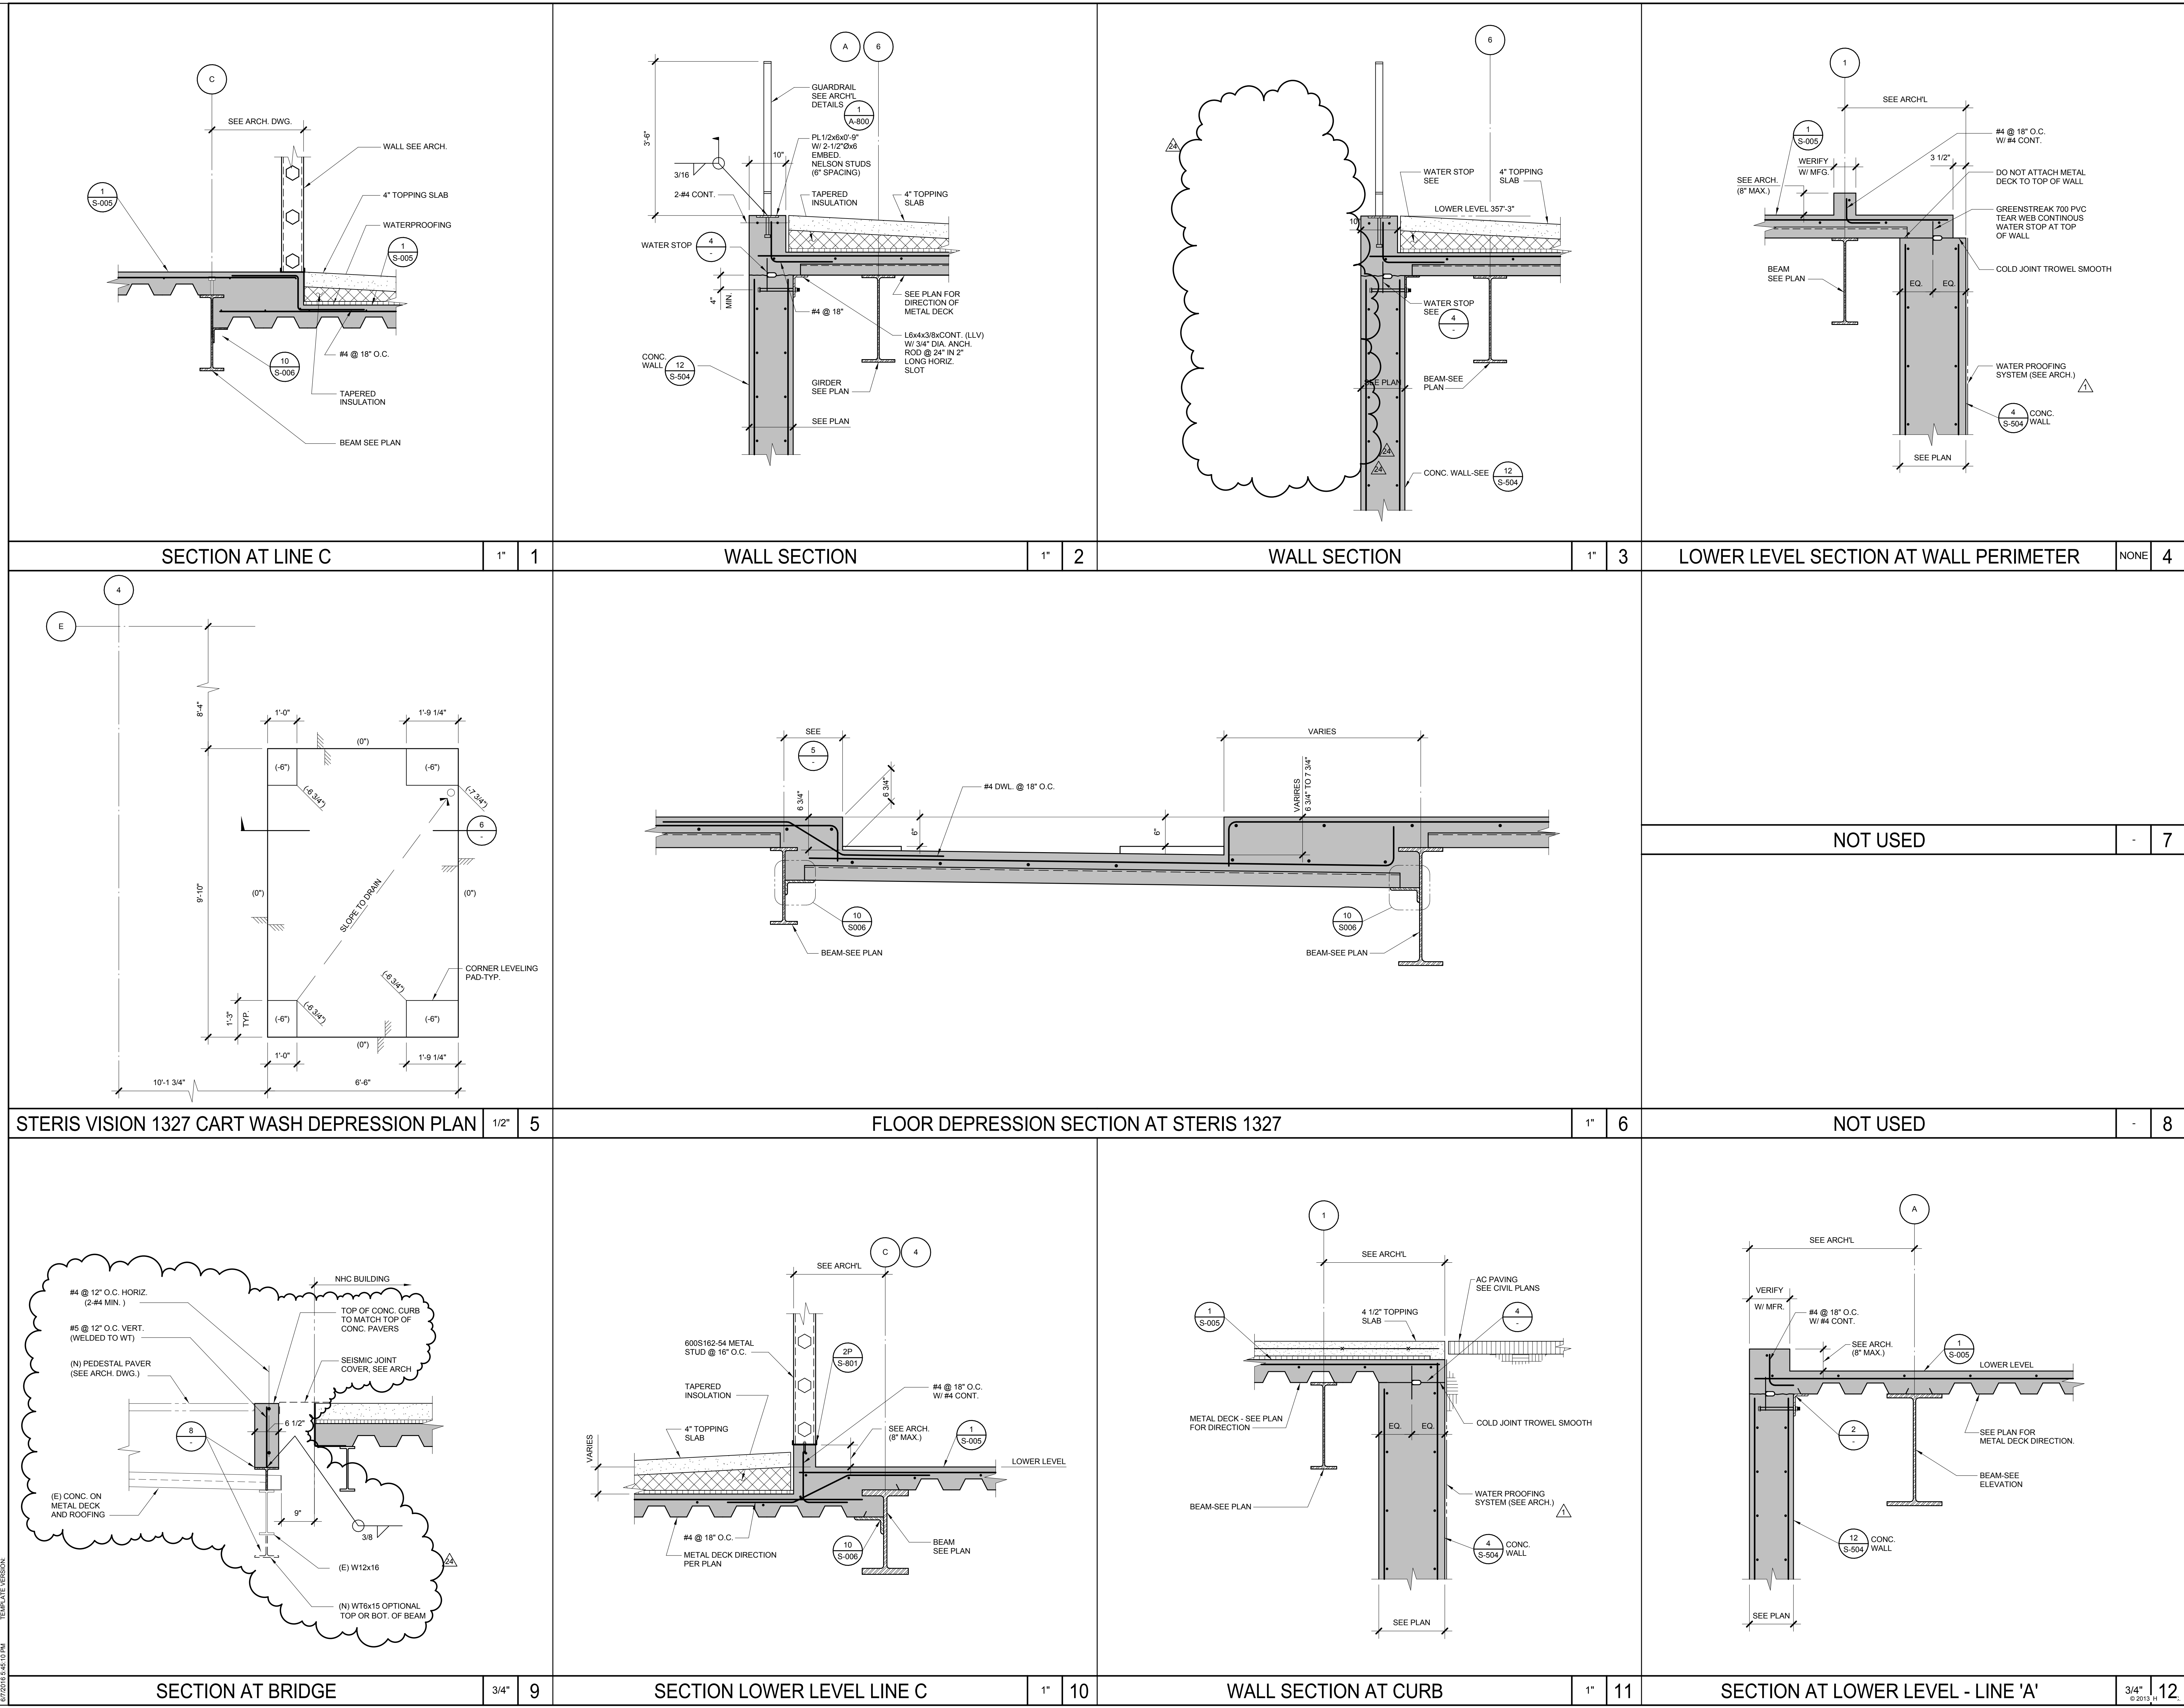 C
SEE ARCH. DWG.
WALL SEE ARCH.
1
S-005
4" TOPPING SLAB
WATERPROOFING
1
S-005
#4 @ 18" O.C.
10
S-006
TAPERED
INSULATION
BEAM SEE PLAN
SECTION AT LINE C
1"
1
A
6
GUARDRAIL
SEE ARCH'L
DETAILS
1
A-800
3'-6"
PL1/2x6x0'-9"
W/ 2-1/2"Øx6
EMBED.
NELSON STUDS
(6" SPACING)
10"
3/16
2-#4 CONT.
TAPERED
INSULATION
4" TOPPING
SLAB
WATER STOP
4
-
4"
MIN.
SEE PLAN FOR
DIRECTION OF
METAL DECK
#4 @ 18"
L6x4x3/8xCONT. (LLV)
W/ 3/4" DIA. ANCH.
ROD @ 24" IN 2"
LONG HORIZ.
SLOT
CONC.
WALL
12
S-504
GIRDER
SEE PLAN
SEE PLAN
WALL SECTION
1"
2
6
24
WATER STOP
SEE
4" TOPPING
SLAB
LOWER LEVEL 357'-3"
10
WATER STOP
SEE
4
-
SEE PLAN
BEAM-SEE
PLAN
24
24
CONC. WALL-SEE
12
S-504
WALL SECTION
1"
3
1
SEE ARCH'L
1
S-005
#4 @ 18" O.C.
W/ #4 CONT.
WERIFY
W/ MFG.
3 1/2"
SEE ARCH.
(8" MAX.)
DO NOT ATTACH METAL
DECK TO TOP OF WALL
GREENSTREAK 700 PVC
TEAR WEB CONTINOUS
WATER STOP AT TOP
OF WALL
BEAM
SEE PLAN
COLD JOINT TROWEL SMOOTH
EQ.
EQ.
WATER PROOFING
SYSTEM (SEE ARCH.)
1
4
S-504
CONC.
WALL
SEE PLAN
LOWER LEVEL SECTION AT WALL PERIMETER
NONE
4
4
E
8'-4"
1'-0"
1'-9 1/4"
(0")
(-6")
(-6")
(-6 3/4")
(-7 3/4")
6
-
9'-10"
(0")
(0")
SLOPE TO DRAIN
CORNER LEVELING
PAD-TYP.
(-6 3/4")
(-6 3/4")
1'-3"
TYP.
(-6")
(-6")
(0")
1'-0"
1'-9 1/4"
10'-1 3/4"
6'-6"
STERIS VISION 1327 CART WASH DEPRESSION PLAN
1/2"
5
SEE
5
-
VARIES
6 3/4"
6 3/4"
#4 DWL. @ 18" O.C.
VARIRES
6 3/4" TO 7 3/4"
6"
6"
10
S006
10
S006
BEAM-SEE PLAN
BEAM-SEE PLAN
FLOOR DEPRESSION SECTION AT STERIS 1327
1"
6
NOT USED
-
7
NOT USED
-
8
NHC BUILDING
#4 @ 12" O.C. HORIZ.
(2-#4 MIN. )
TOP OF CONC. CURB
TO MATCH TOP OF
CONC. PAVERS
#5 @ 12" O.C. VERT.
(WELDED TO WT)
(N) PEDESTAL PAVER
(SEE ARCH. DWG.)
SEISMIC JOINT
COVER, SEE ARCH
6 1/2"
8
-
(E) CONC. ON
METAL DECK
AND ROOFING
9"
3/8
24
(E) W12x16
(N) WT6x15 OPTIONAL
TOP OR BOT. OF BEAM
SECTION AT BRIDGE
3/4"
9
C
4
SEE ARCH'L
600S162-54 METAL
STUD @ 16" O.C.
2P
S-801
TAPERED
INSOLATION
#4 @ 18" O.C.
W/ #4 CONT.
4" TOPPING
SLAB
SEE ARCH.
(8" MAX.)
1
S-005
VARIES
LOWER LEVEL
#4 @ 18" O.C.
METAL DECK DIRECTION
PER PLAN
10
S-006
BEAM
SEE PLAN
SECTION LOWER LEVEL LINE C
1"
10
1
SEE ARCH'L
AC PAVING
SEE CIVIL PLANS
1
S-005
4 1/2" TOPPING
SLAB
4
-
METAL DECK - SEE PLAN
FOR DIRECTION
EQ.
EQ.
COLD JOINT TROWEL SMOOTH
BEAM-SEE PLAN
WATER PROOFING
SYSTEM (SEE ARCH.)
1
4
S-504
CONC.
WALL
SEE PLAN
WALL SECTION AT CURB
1"
11
A
SEE ARCH'L
VERIFY
W/ MFR.
#4 @ 18" O.C.
W/ #4 CONT.
SEE ARCH.
(8" MAX.)
1
S-005
LOWER LEVEL
2
-
SEE PLAN FOR
METAL DECK DIRECTION.
BEAM-SEE
ELEVATION
12
S-504
CONC.
WALL
SEE PLAN
SECTION AT LOWER LEVEL - LINE 'A'
3/4"
12
© 2013 H
6/7/2016 5:45:10 PM
TEMPLATE VERSION: